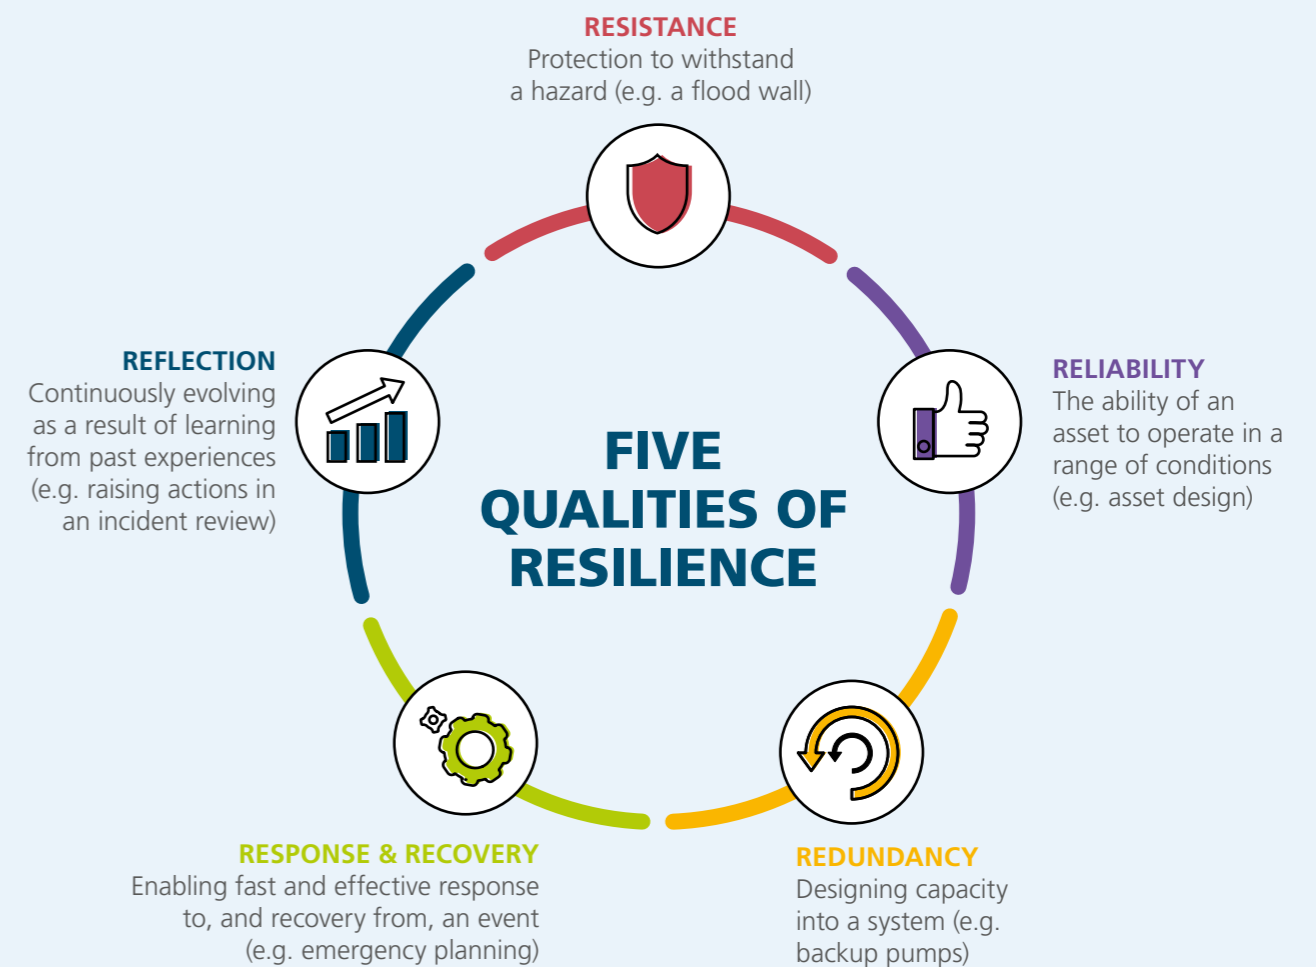 RESISTANCE
Protection to withstand
a hazard (e.g. a flood wall)
RELIABILITY
The ability of an
asset to operate in a
range of conditions
(e.g. asset design)
REDUNDANCY
Designing capacity
into a system (e.g.
backup pumps)
RESPONSE & RECOVERY
Enabling fast and effective response
to, and recovery from, an event
(e.g. emergency planning)
REFLECTION
Continuously evolving
as a result of learning
from past experiences
(e.g. raising actions in
an incident review)
FIVE
QUALITIES OF
RESILIENCE